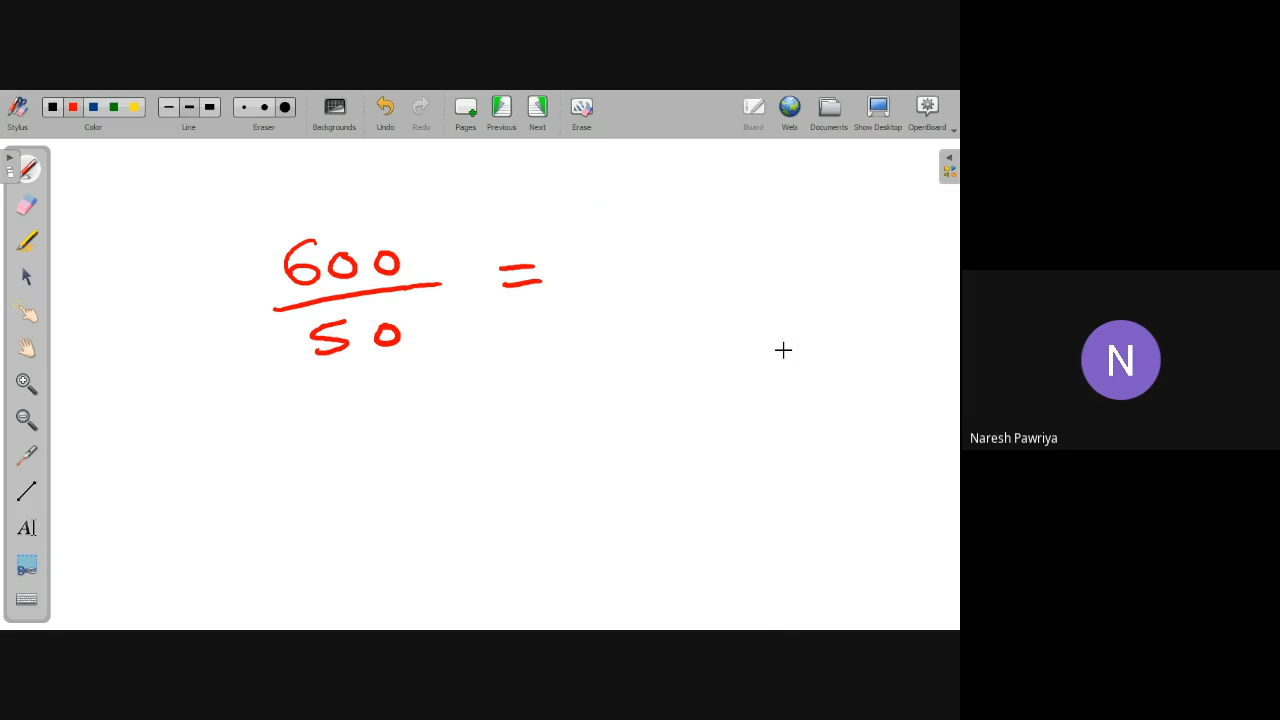 Stylus Color Line Eraser Backgrounds Undo Redo Pages Previous Next Erase Board Web Documents Show Desktop OpenBoard
600 =
50
A
N
Naresh Pawriya